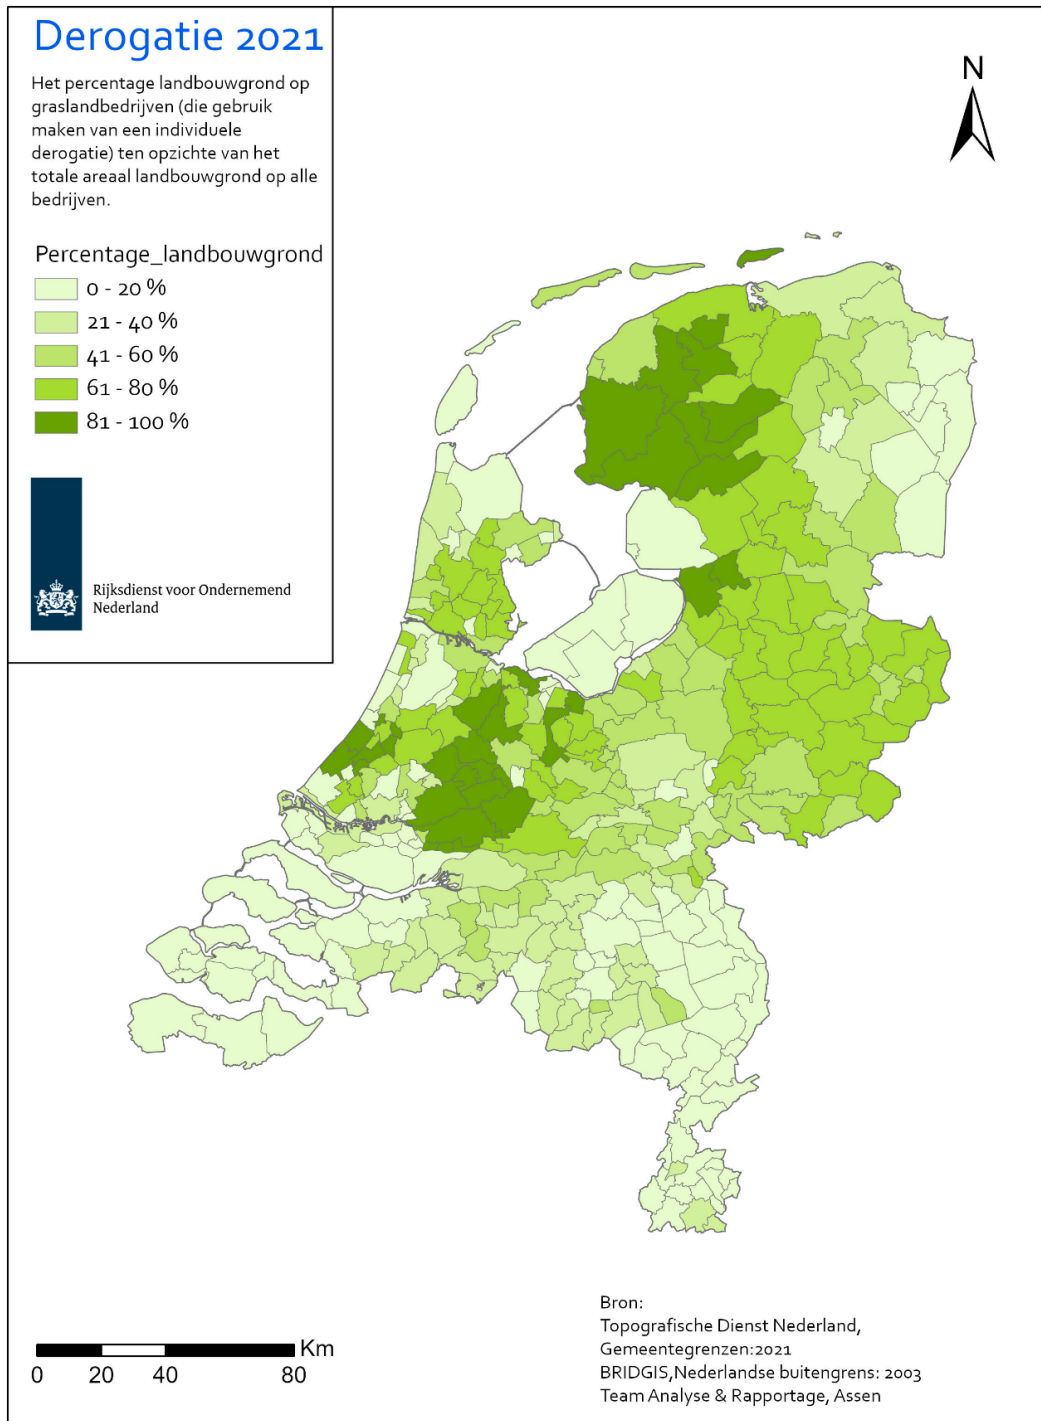 Derogatie 2021
Het percentage landbouwgrond op
graslandbedrijven (die gebruik
maken van een individuele
derogatie) ten opzichte van het
totale areaal landbouwgrond op alle
bedrijven.
Percentage_landbouwgrond
0 - 20 %
21 - 40 %
41 - 60 %
61 - 80 %
81 - 100 %
Rijksdienst voor Ondernemend
Nederland
N
Km
0 20 40 80
Bron:
Topografische Dienst Nederland,
Gemeentegrenzen:2021
BRIDGIS,Nederlandse buitengrens: 2003
Team Analyse & Rapportage, Assen